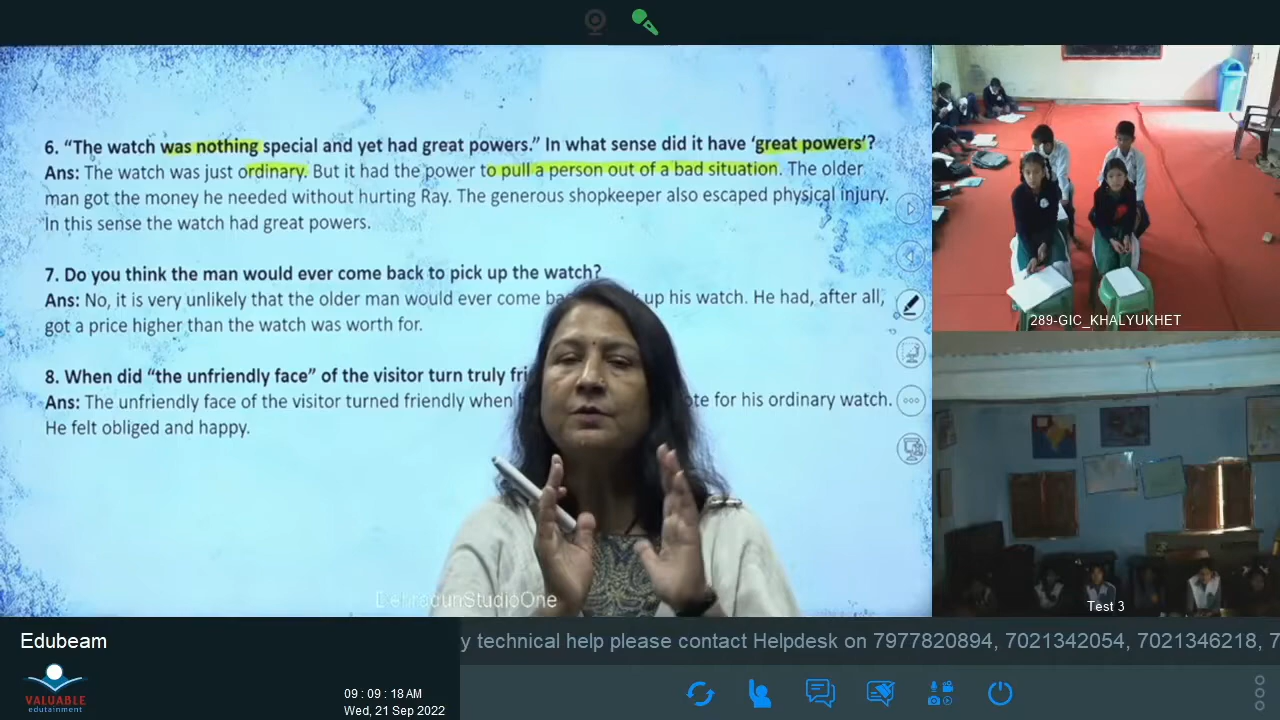 6. “The watch was nothing special and yet had great powers.” In what sense did it have ‘great powers’?
Ans: The watch was just ordinary. But it had the power to pull a person out of a bad situation. The older
man got the money he needed without hurting Ray. The generous shopkeeper also escaped physical injury.
In this sense the watch had great powers.
7. Do you think the man would ever come back to pick up the watch?
Ans: No, it is very unlikely that the older man would ever come up his watch. He had, after all,
got a price higher than the watch was worth for.
8. When did “the unfriendly face” of the visitor turn truly
Ans: The unfriendly face of the visitor turned friendly when for his ordinary watch.
He felt obliged and happy.
DehradunStudioOne
289-GIC_KHALYUKHET
Test 3
Edubeam
y technical help please contact Helpdesk on 7977820894, 7021342054, 7021346218, 7
VALUABLE
edutainment
09 : 09 : 18 AM
Wed, 21 Sep 2022